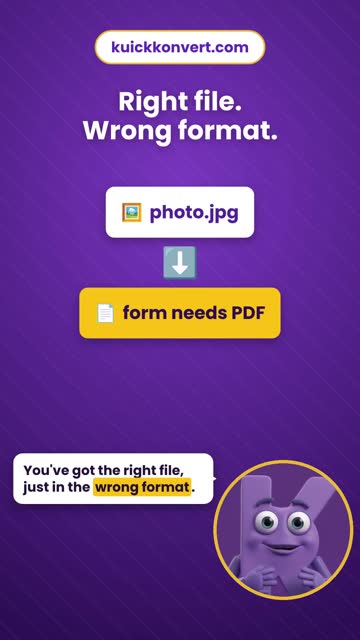 kuickkonvert.com
Right file.
Wrong format.
photo.jpg
form needs PDF
You've got the right file,
just in the wrong format.